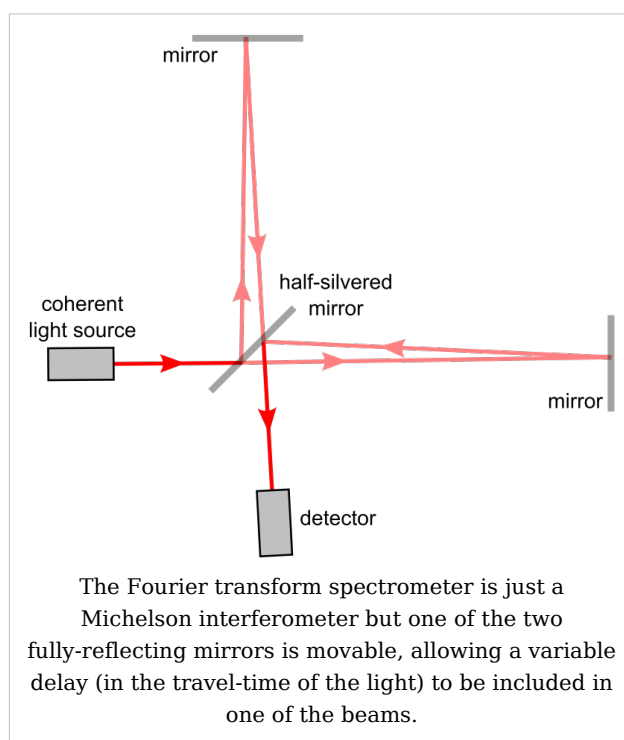 mirror
half-silvered
mirror
coherent
light source
mirror
detector
The Fourier transform spectrometer is just a
Michelson interferometer but one of the two
fully-reflecting mirrors is movable, allowing a variable
delay (in the travel-time of the light) to be included in
one of the beams.